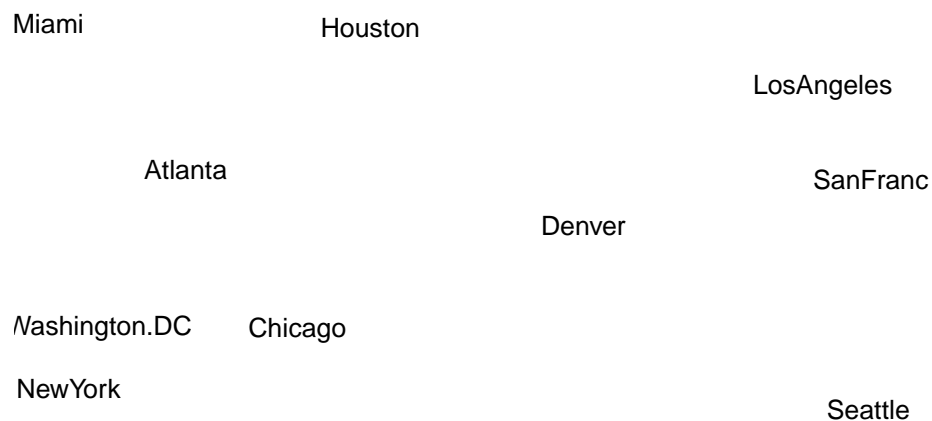 Miami
Houston
LosAngeles
Atlanta
SanFranc
Denver
Washington.DC
Chicago
NewYork
Seattle